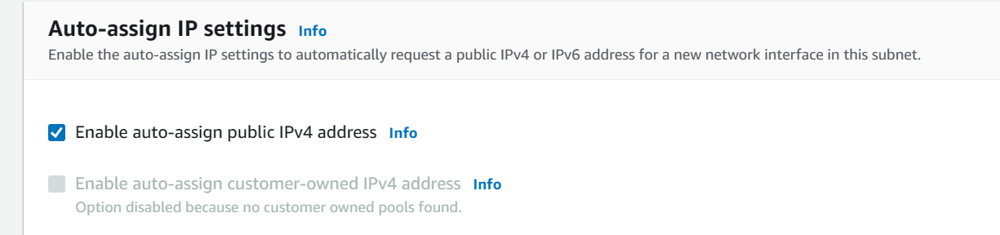 Auto-assign IP settings Info
Enable the auto-assign IP settings to automatically request a public IPv4 or IPv6 address for a new network interface in this subnet.
Enable auto-assign public IPv4 address Info
Enable auto-assign customer-owned IPv4 address Info
Option disabled because no customer owned pools found.